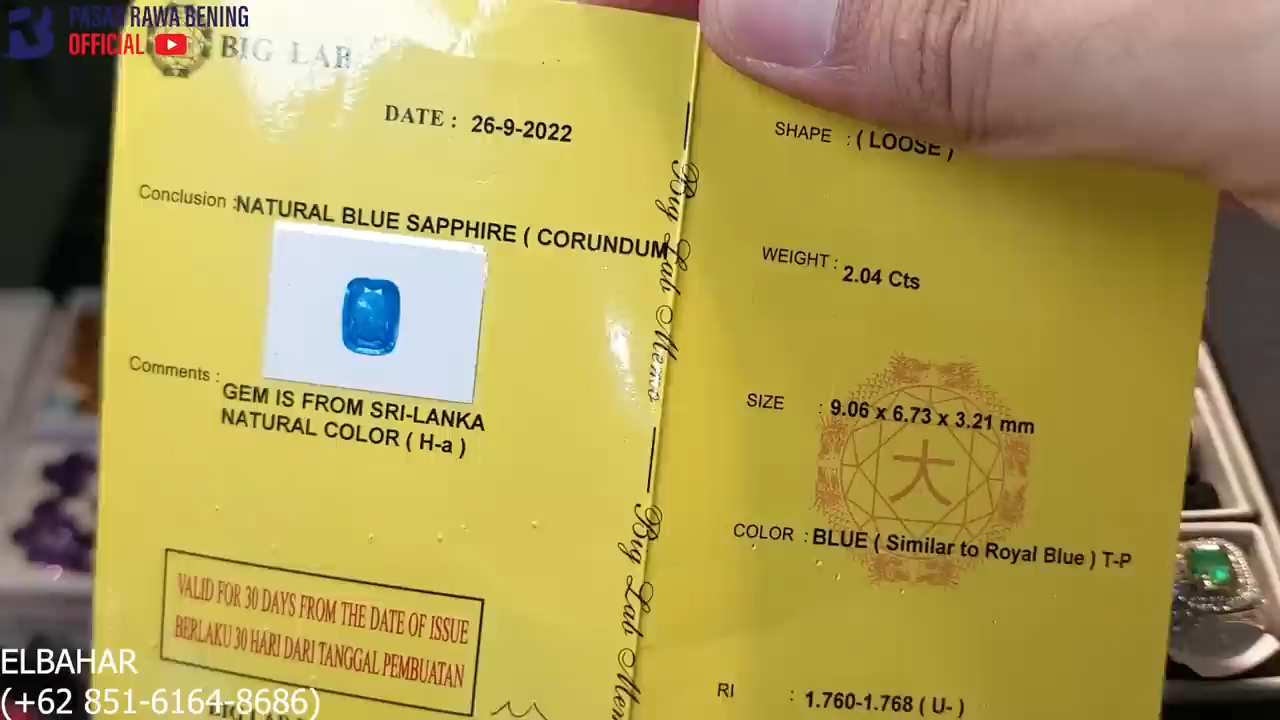 PASAR RAWA BENING
OFFICIAL
BIG LAB
DATE : 26-9-2022
Conclusion :NATURAL BLUE SAPPHIRE ( CORUNDUM
Comments :
GEM IS FROM SRI-LANKA
NATURAL COLOR ( H-a )
VALID FOR 30 DAYS FROM THE DATE OF ISSUE
BERLAKU 30 HARI DARI TANGGAL PEMBUATAN
Big Lab Memo
Big Lab Mem
SHAPE : ( LOOSE )
WEIGHT : 2.04 Cts
SIZE : 9.06 x 6.73 x 3.21 mm
大
COLOR : BLUE ( Similar to Royal Blue ) T-P
RI : 1.760-1.768 ( U- )
ELBAHAR
(+62 851-6164-8686)